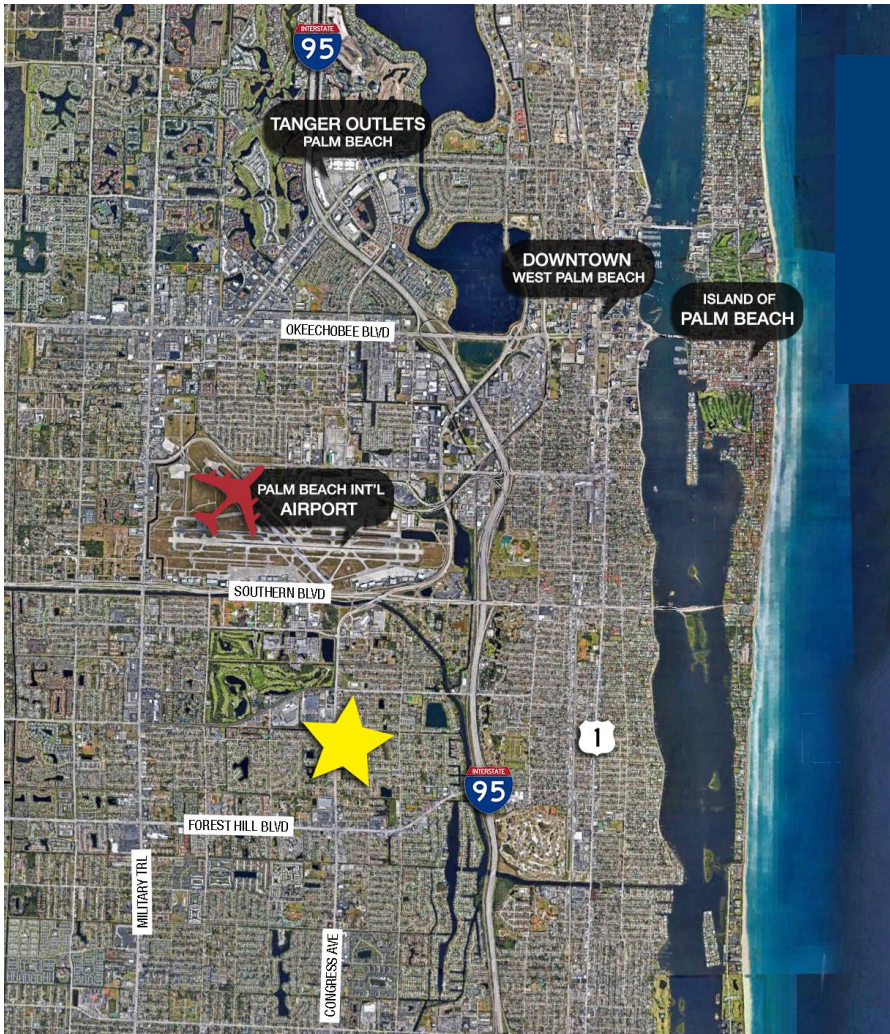 INTERSTATE
95
TANGER OUTLETS
PALM BEACH
DOWNTOWN
WEST PALM BEACH
ISLAND OF
PALM BEACH
OKEECHOBEE BLVD
PALM BEACH INT'L
AIRPORT
SOUTHERN BLVD
1
INTERSTATE
95
FOREST HILL BLVD
MILITARY TRL
CONGRESS AVE